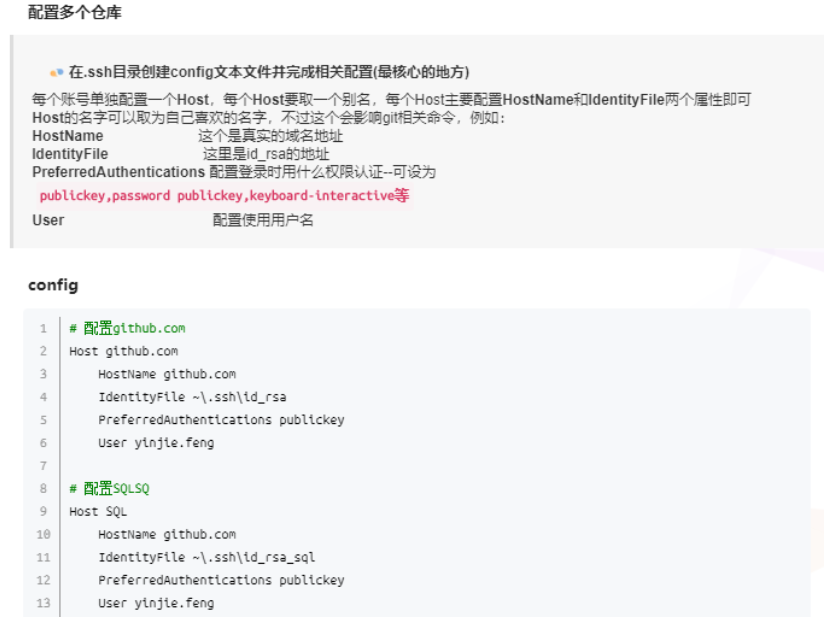 配置多个仓库
在.ssh目录创建config文本文件并完成相关配置(最核心的地方)
每个账号单独配置一个Host，每个Host要取一个别名，每个Host主要配置HostName和IdentityFile两个属性即可
Host的名字可以取为自己喜欢的名字，不过这个会影响git相关命令，例如：
HostName 这个是真实的域名地址
IdentityFile 这里是id_rsa的地址
PreferredAuthentications 配置登录时用什么权限认证--可设为
publickey,password publickey,keyboard-interactive等
User 配置使用用户名
config
1 # 配置github.com
2 Host github.com
3 HostName github.com
4 IdentityFile ~\.ssh\id_rsa
5 PreferredAuthentications publickey
6 User yinjie.feng
7
8 # 配置SQLSQ
9 Host SQL
10 HostName github.com
11 IdentityFile ~\.ssh\id_rsa_sql
12 PreferredAuthentications publickey
13 User yinjie.feng